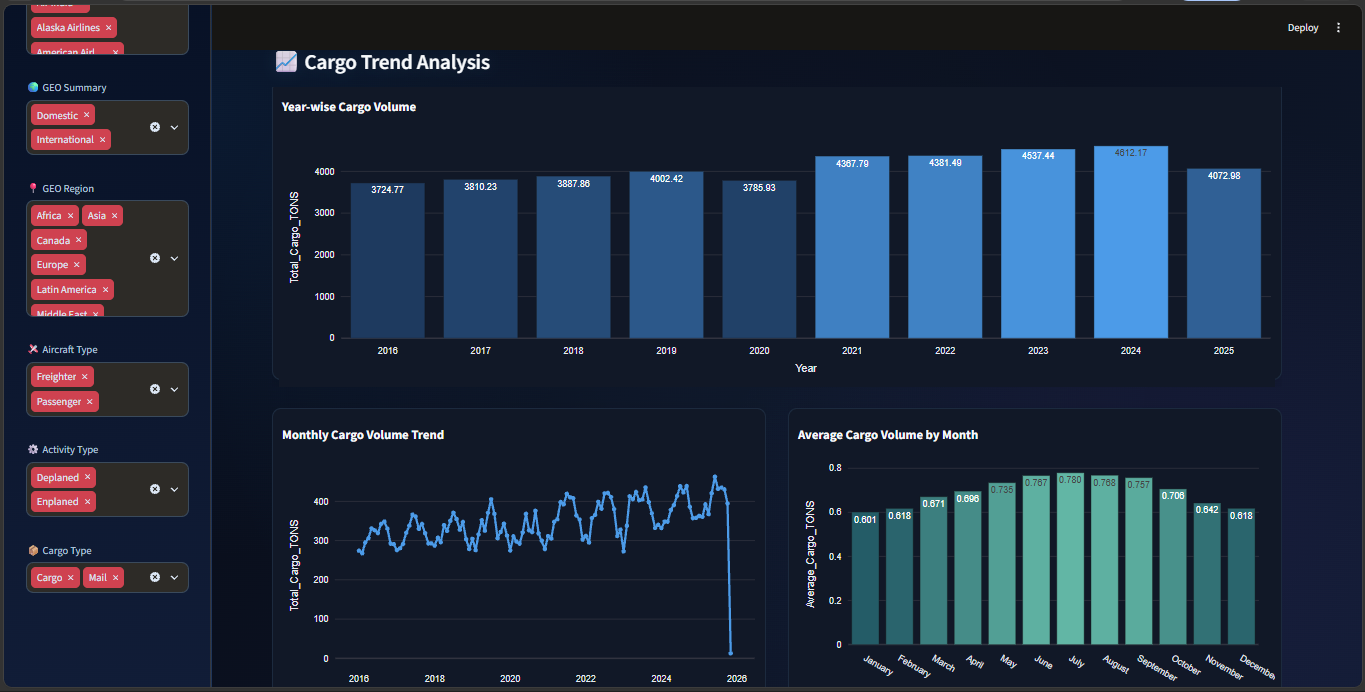 Alaska Airlines ×
American Airl... ×
GEO Summary
Domestic ×
International ×
GEO Region
Africa × Asia ×
Canada ×
Europe ×
Latin America ×
Middle East ×
Aircraft Type
Freighter ×
Passenger ×
Activity Type
Deplaned ×
Enplaned ×
Cargo Type
Cargo × Mail ×
Deploy
Cargo Trend Analysis
Year-wise Cargo Volume
Total_Cargo_TONS
4000
3000
2000
1000
0
3724.77 3810.23 3887.86 4002.42 3785.93 4367.79 4381.49 4537.44 4612.17 4072.98
2016 2017 2018 2019 2020 2021 2022 2023 2024 2025
Year
Monthly Cargo Volume Trend
Total_Cargo_TONS
400
300
200
100
0
2016 2018 2020 2022 2024 2026
Average Cargo Volume by Month
Average_Cargo_TONS
0.8
0.6
0.4
0.2
0
0.601 0.618 0.671 0.696 0.735 0.767 0.780 0.768 0.757 0.706 0.642 0.618
January February March April May June July August September October November December